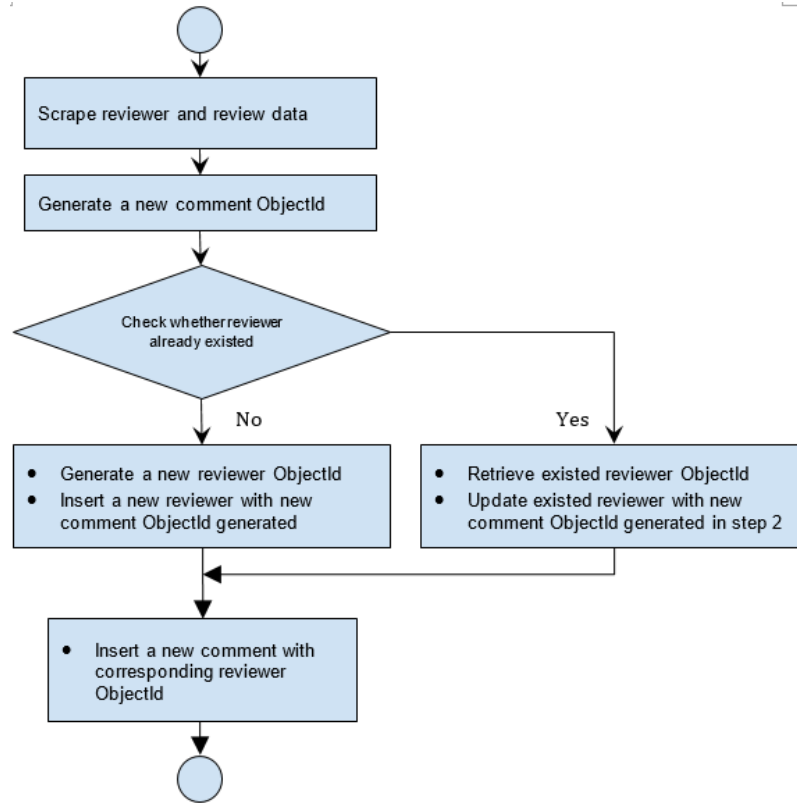 Scrape reviewer and review data
Generate a new comment ObjectId
Check whether reviewer
already existed
No
Yes
● Generate a new reviewer ObjectId
● Insert a new reviewer with new
comment ObjectId generated
● Retrieve existed reviewer ObjectId
● Update existed reviewer with new
comment ObjectId generated in step 2
● Insert a new comment with
corresponding reviewer
ObjectId